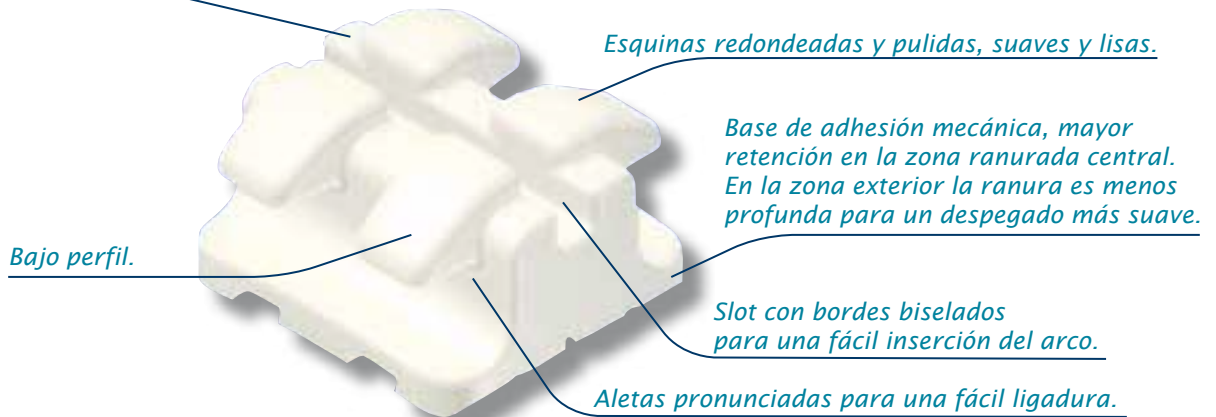 Esquinas redondeadas y pulidas, suaves y lisas.
Base de adhesión mecánica, mayor
retención en la zona ranurada central.
En la zona exterior la ranura es menos
profunda para un despegado más suave.
Bajo perfil.
Slot con bordes biselados
para una fácil inserción del arco.
Aletas pronunciadas para una fácil ligadura.